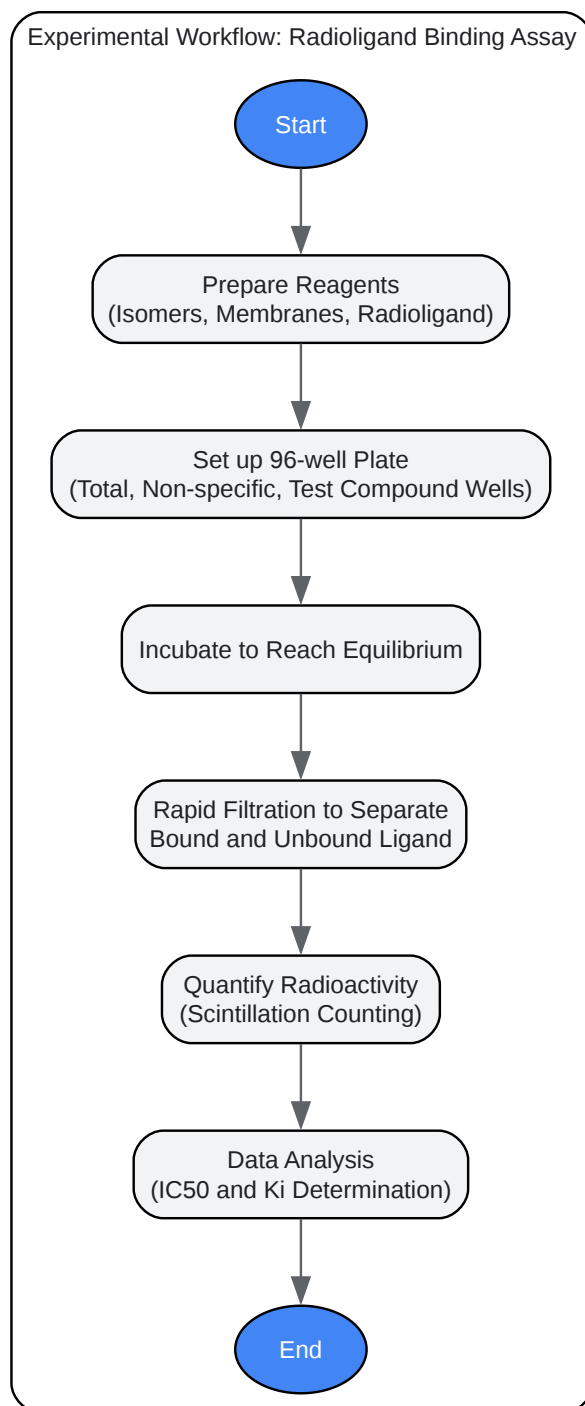 Experimental Workflow: Radioligand Binding Assay
Start
Prepare Reagents
(Isomers, Membranes, Radioligand)
Set up 96-well Plate
(Total, Non-specific, Test Compound Wells)
Incubate to Reach Equilibrium
Rapid Filtration to Separate
Bound and Unbound Ligand
Quantify Radioactivity
(Scintillation Counting)
Data Analysis
(IC50 and Ki Determination)
End